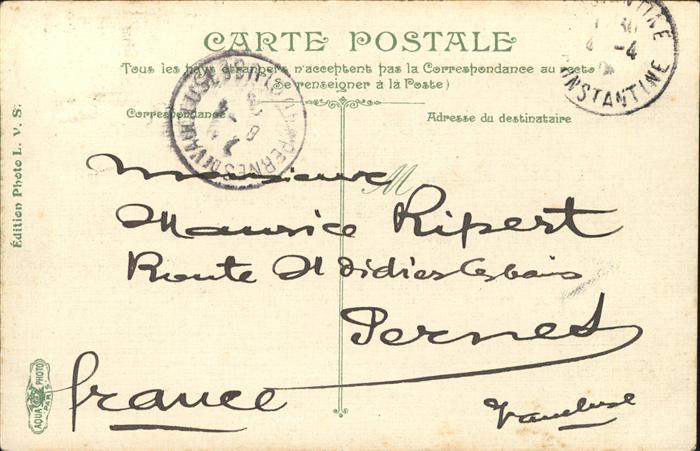 CARTE POSTALE
Tous les pays étrangers n'acceptent pas la Correspondance au recto
(Se renseigner à la Poste)
Correspondance
Adresse du destinataire
CONSTANTINE
PERNES DE VAUCLUSE
M
Monsieur
Maurice Ripert
Route St Didier les bains
Pernes
france
Vaucluse
Édition Photo L. V. S.
AQUA PHOTO
PARIS